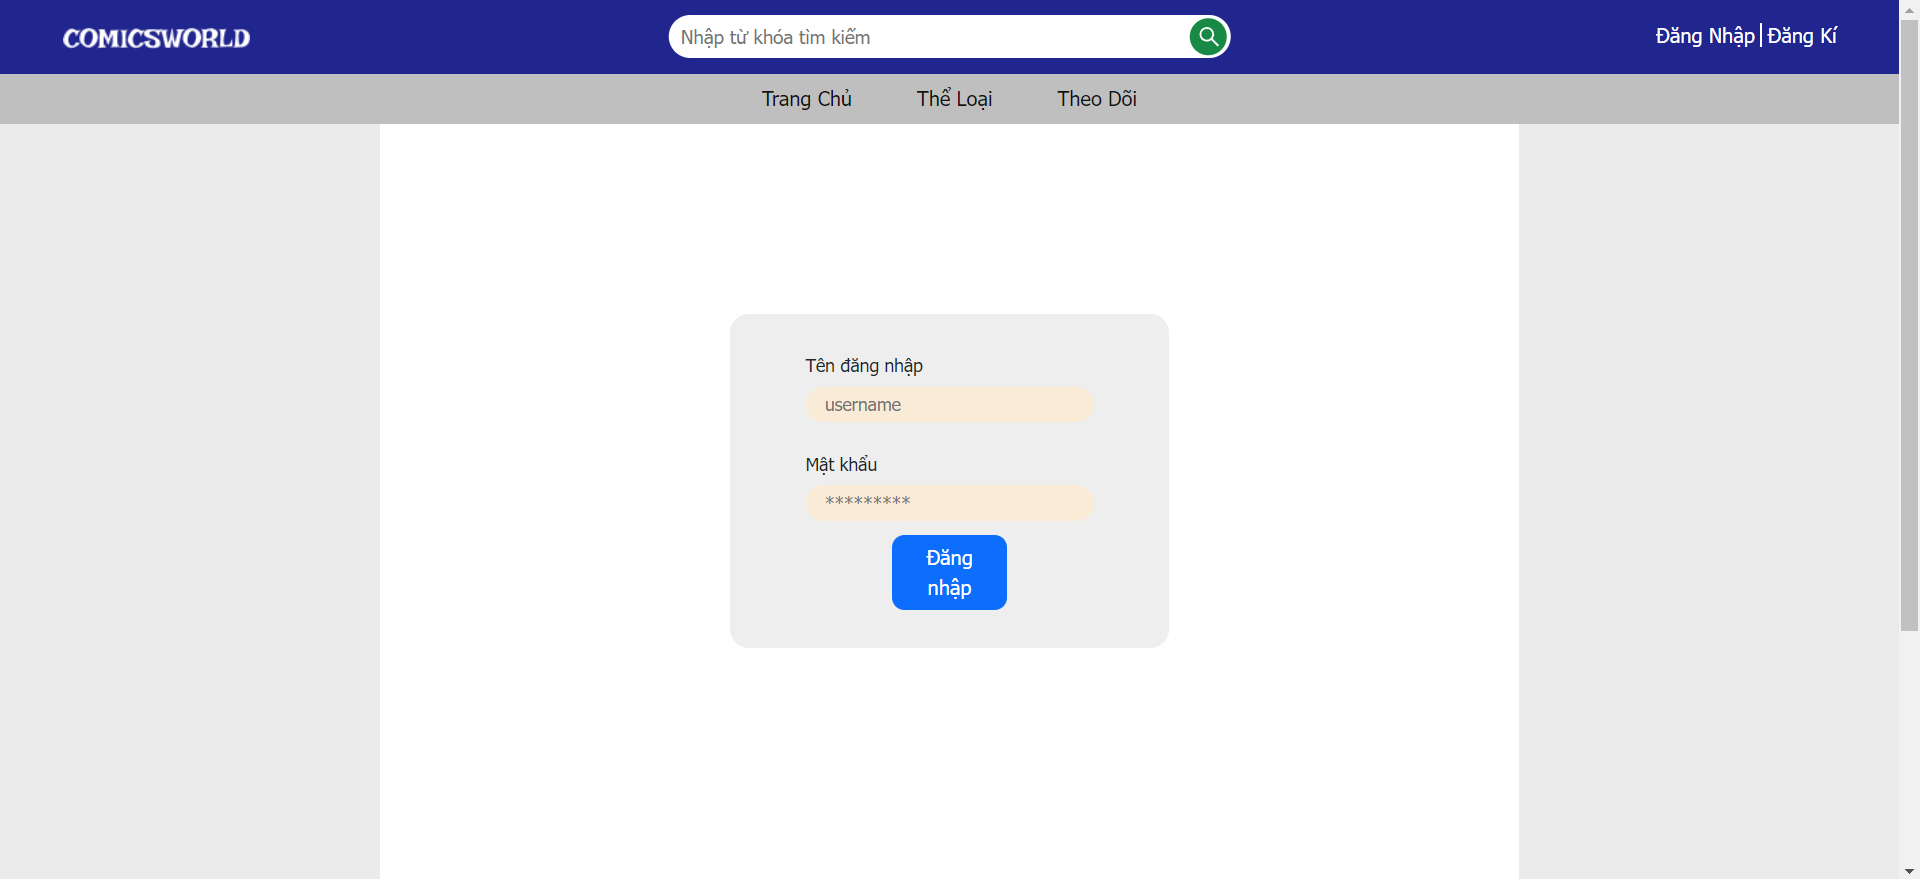 COMICSWORLD
Nhập từ khóa tìm kiếm
Đăng Nhập
Đăng Kí
Trang Chủ
Thể Loại
Theo Dõi
Tên đăng nhập
username
Mật khẩu
*********
Đăng
nhập